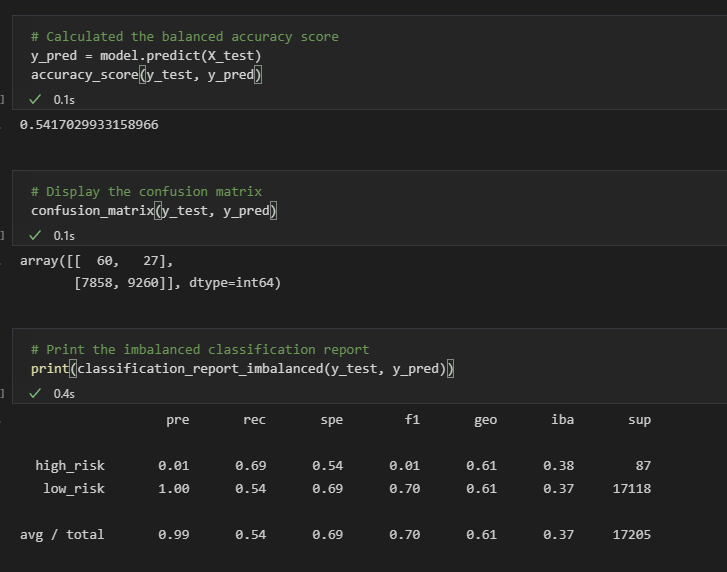 # Calculated the balanced accuracy score
y_pred = model.predict(X_test)
accuracy_score(y_test, y_pred)
] ✓ 0.1s
0.5417029933158966
# Display the confusion matrix
confusion_matrix(y_test, y_pred)
] ✓ 0.1s
array([[  60,   27],
       [7858, 9260]], dtype=int64)
# Print the imbalanced classification report
print(classification_report_imbalanced(y_test, y_pred))
] ✓ 0.4s
pre rec spe f1 geo iba sup
high_risk 0.01 0.69 0.54 0.01 0.61 0.38 87
low_risk 1.00 0.54 0.69 0.70 0.61 0.37 17118
avg / total 0.99 0.54 0.69 0.70 0.61 0.37 17205